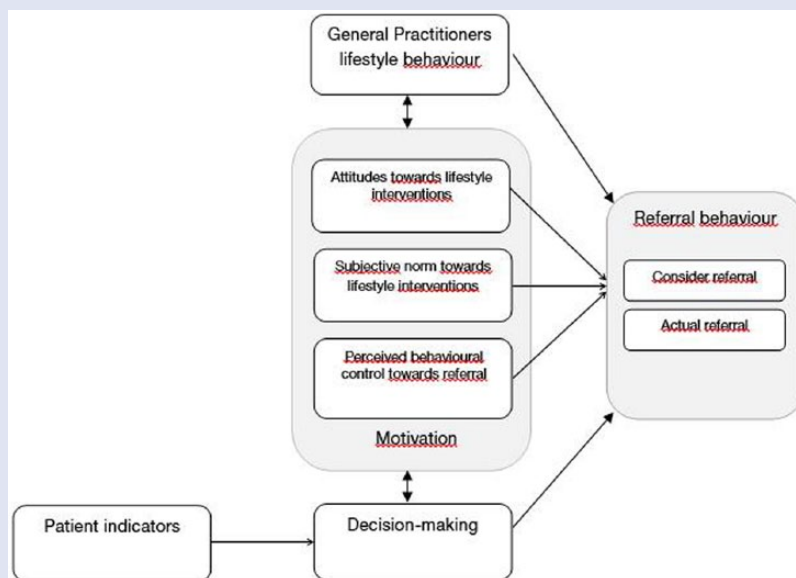 General Practitioners
lifestyle behaviour
Attitudes towards lifestyle
interventions
Subjective norm towards
lifestyle interventions
Perceived behavioural
control towards referral
Motivation
Referral behaviour
Consider referral
Actual referral
Patient indicators
Decision-making